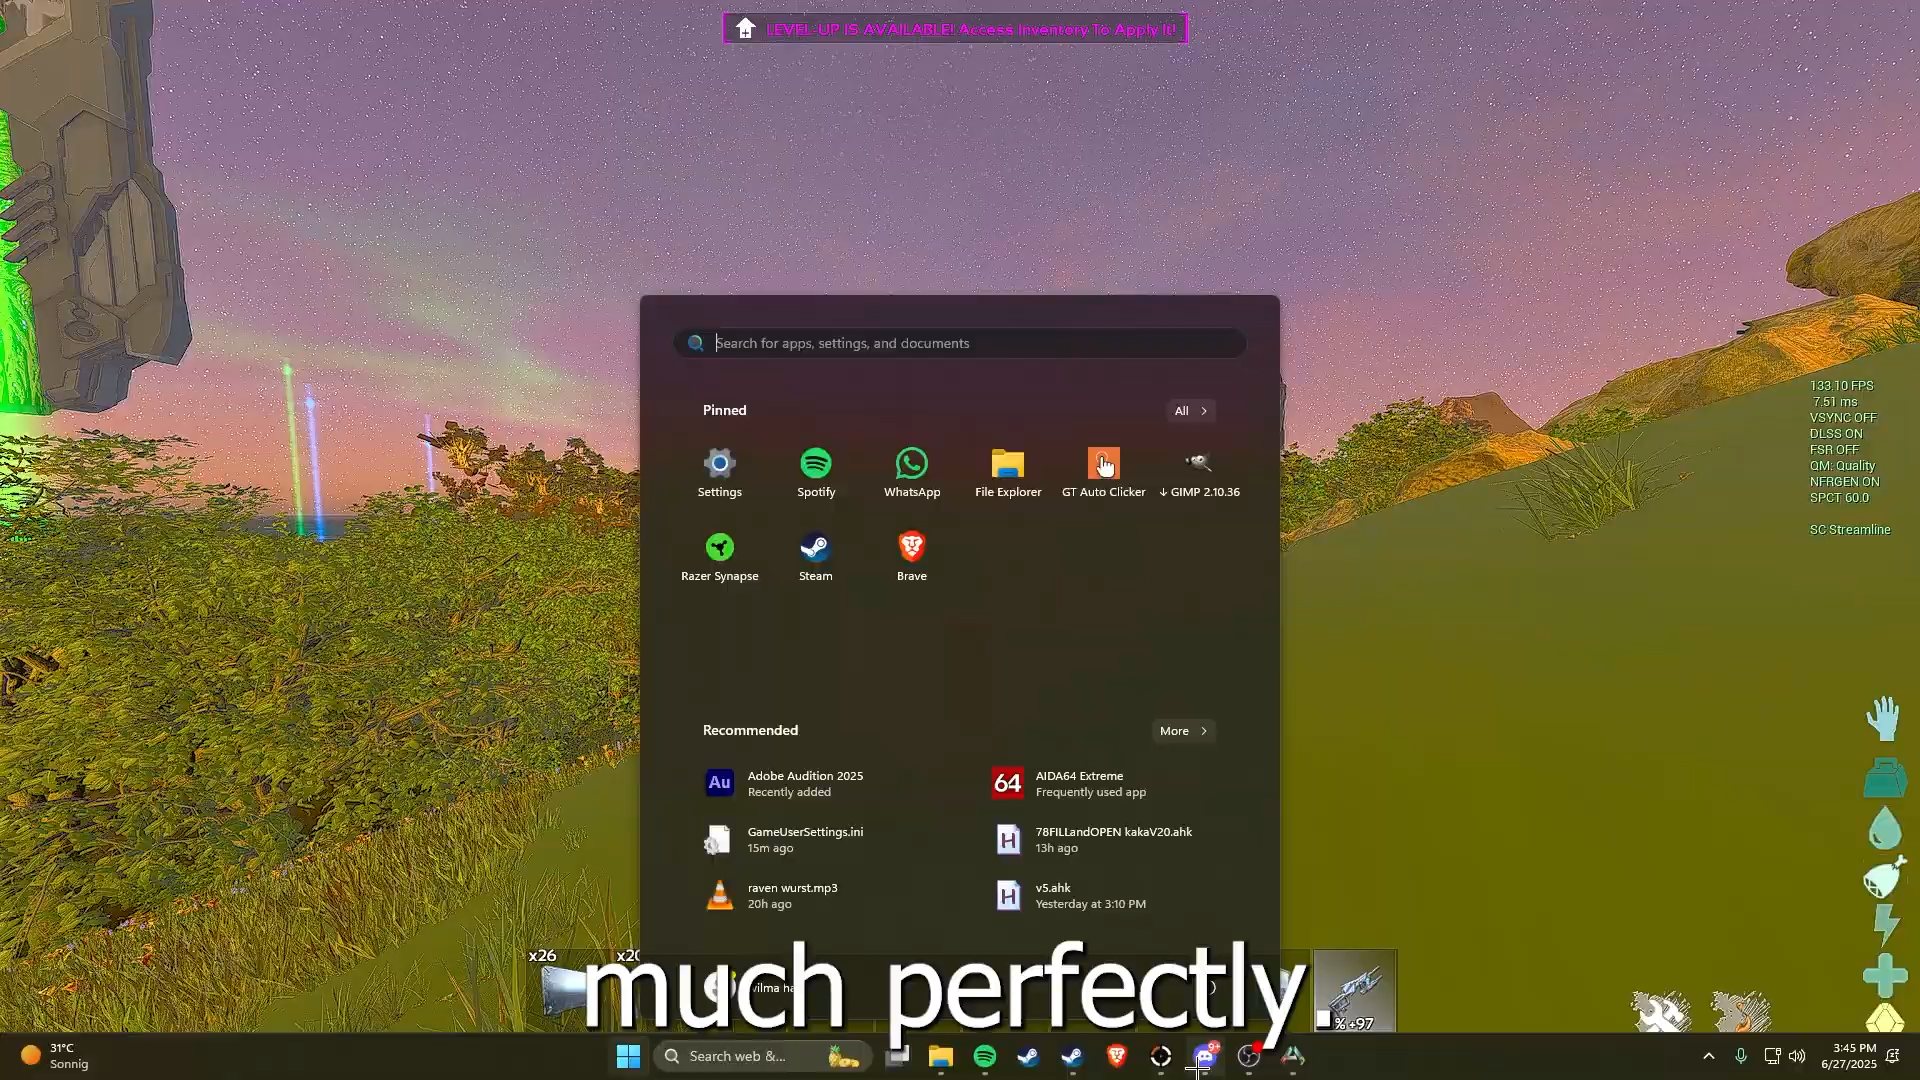 LEVEL-UP IS AVAILABLE! Access Inventory To Apply It!
Search for apps, settings, and documents
Pinned
All
Settings
Spotify
WhatsApp
File Explorer
GT Auto Clicker
GIMP 2.10.36
Razer Synapse
Steam
Brave
133.10 FPS
7.51 ms
VSYNC OFF
DLSS ON
FSR OFF
QM: Quality
NFRGEN ON
SPCT 60.0
SC Streamline
Recommended
More
Au
Adobe Audition 2025
Recently added
64
AIDA64 Extreme
Frequently used app
GameUserSettings.ini
15m ago
H
78FILLandOPEN kakaV20.ahk
13h ago
raven wurst.mp3
20h ago
H
v5.ahk
Yesterday at 3:10 PM
x26
much perfectly
% +97
31°C
Sonnig
Search web &...
9+
3:45 PM
6/27/2025